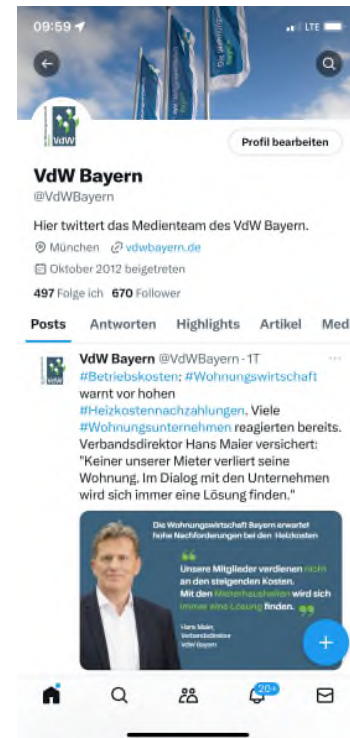 09:59
LTE
VdW
Profil bearbeiten
VdW Bayern
@VdWBayern
Hier twittert das Medienteam des VdW Bayern.
München vdwbayern.de
Oktober 2012 beigetreten
497 Folge ich 670 Follower
Posts Antworten Highlights Artikel Med
VdW Bayern @VdWBayern · 1T
#Betriebskosten: #Wohnungswirtschaft
warnt vor hohen
#Heizkostennachzahlungen. Viele
#Wohnungsunternehmen reagierten bereits.
Verbandsdirektor Hans Maier versichert:
"Keiner unserer Mieter verliert seine
Wohnung. Im Dialog mit den Unternehmen
wird sich immer eine Lösung finden."
Die Wohnungswirtschaft Bayern erwartet
hohe Nachforderungen bei den Heizkosten
Unsere Mitglieder verdienen nicht
an den steigenden Kosten.
Mit den Mieterhaushalten wird sich
immer eine Lösung finden.
Hans Maier,
Verbandsdirektor
VdW Bayern
20+